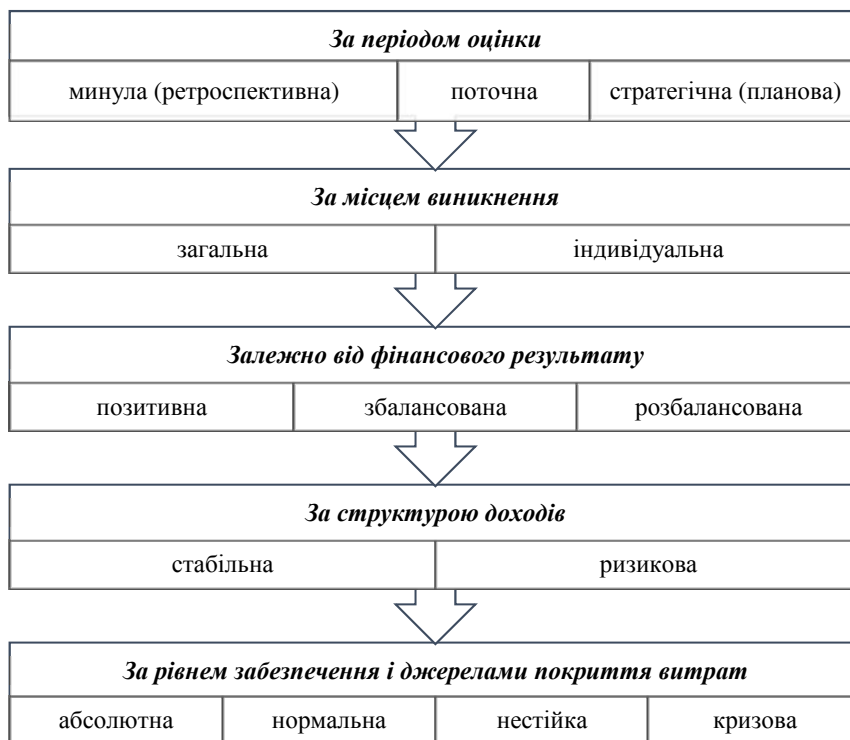 За періодом оцінки
минула (ретроспективна) поточна стратегічна (планова)
За місцем виникнення
загальна індивідуальна
Залежно від фінансового результату
позитивна збалансована розбалансована
За структурою доходів
стабільна ризикова
За рівнем забезпечення і джерелами покриття витрат
абсолютна нормальна нестійка кризова